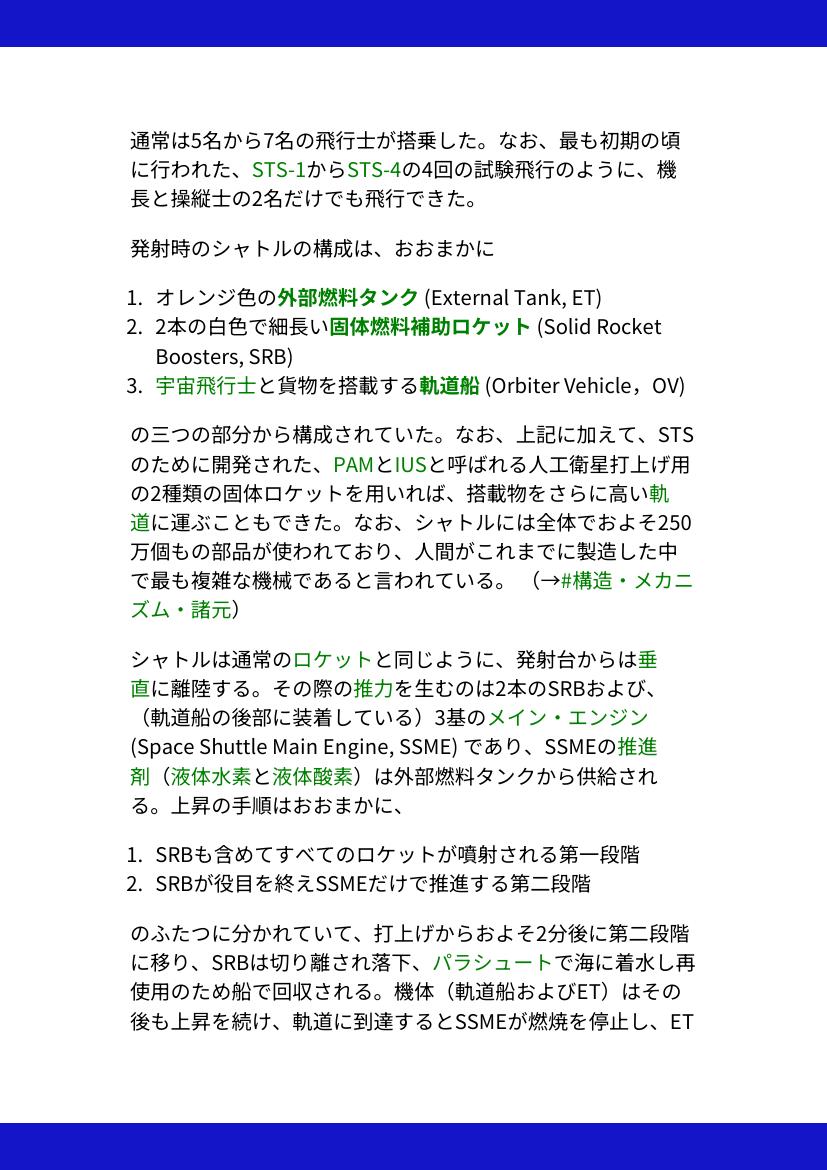 通常は5名から7名の飛行士が搭乗した。なお、最も初期の頃
に行われた、STS-1からSTS-4の4回の試験飛行のように、機
長と操縦士の2名だけでも飛行できた。
発射時のシャトルの構成は、おおまかに
1. オレンジ色の外部燃料タンク (External Tank, ET)
2. 2本の白色で細長い固体燃料補助ロケット (Solid Rocket
Boosters, SRB)
3. 宇宙飛行士と貨物を搭載する軌道船 (Orbiter Vehicle，OV)
の三つの部分から構成されていた。なお、上記に加えて、STS
のために開発された、PAMとIUSと呼ばれる人工衛星打上げ用
の2種類の固体ロケットを用いれば、搭載物をさらに高い軌
道に運ぶこともできた。なお、シャトルには全体でおよそ250
万個もの部品が使われており、人間がこれまでに製造した中
で最も複雑な機械であると言われている。 （→#構造・メカニ
ズム・諸元）
シャトルは通常のロケットと同じように、発射台からは垂
直に離陸する。その際の推力を生むのは2本のSRBおよび、
（軌道船の後部に装着している）3基のメイン・エンジン
(Space Shuttle Main Engine, SSME) であり、SSMEの推進
剤（液体水素と液体酸素）は外部燃料タンクから供給され
る。上昇の手順はおおまかに、
1. SRBも含めてすべてのロケットが噴射される第一段階
2. SRBが役目を終えSSMEだけで推進する第二段階
のふたつに分かれていて、打上げからおよそ2分後に第二段階
に移り、SRBは切り離され落下、パラシュートで海に着水し再
使用のため船で回収される。機体（軌道船およびET）はその
後も上昇を続け、軌道に到達するとSSMEが燃焼を停止し、ET